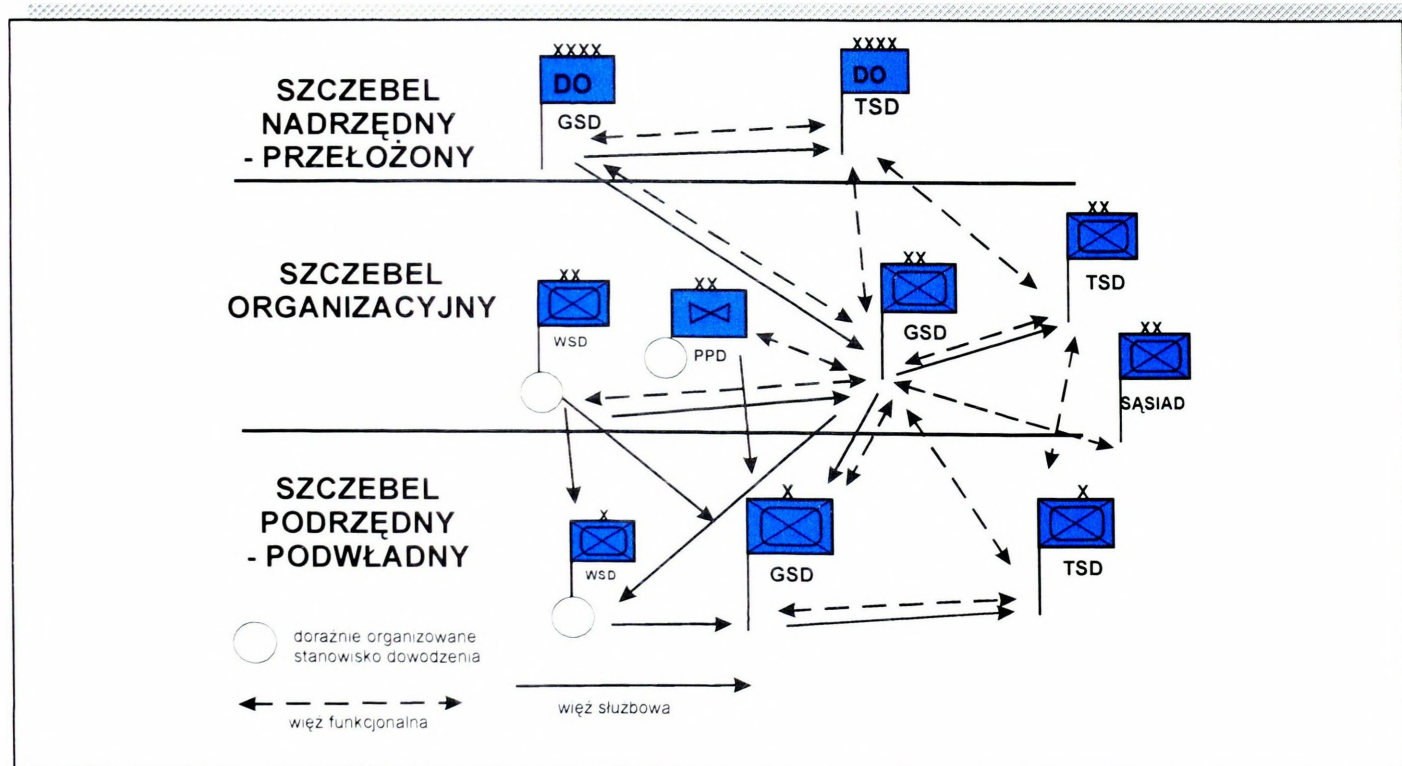 XXXX
DO
GSD
XXXX
DO
TSD
SZCZEBEL
NADRZĘDNY
- PRZEŁOŻONY
SZCZEBEL
ORGANIZACYJNY
XX
WSD
XX
PPD
XX
GSD
XX
TSD
XX
SĄSIAD
SZCZEBEL
PODRZĘDNY
- PODWŁADNY
X
WSD
X
GSD
X
TSD
doraźnie organizowane
stanowisko dowodzenia
więź funkcjonalna
więź służbowa